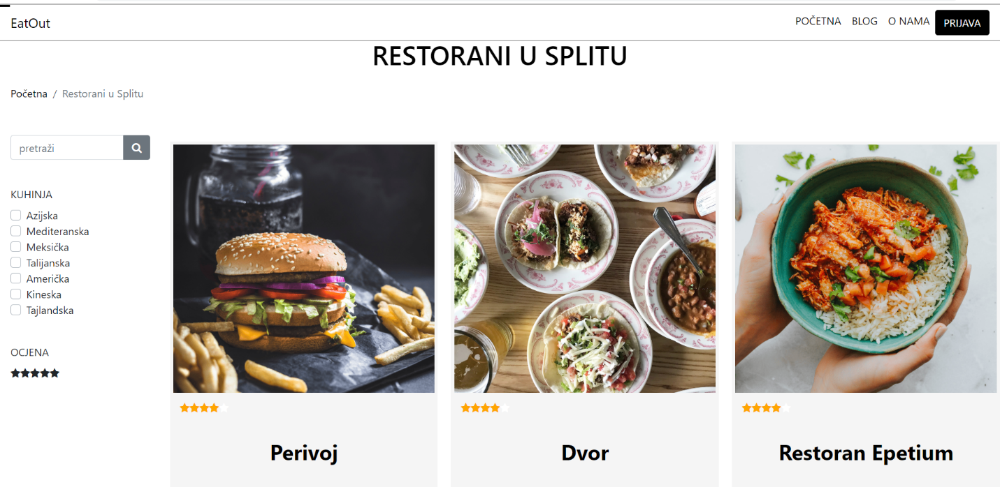 EatOut
POČETNA BLOG O NAMA PRIJAVA
RESTORANI U SPLITU
Početna / Restorani u Splitu
pretraži
KUHINJA
Azijska
Mediteranska
Meksička
Talijanska
Američka
Kineska
Tajlandska
OCJENA
Perivoj
Dvor
Restoran Epetium